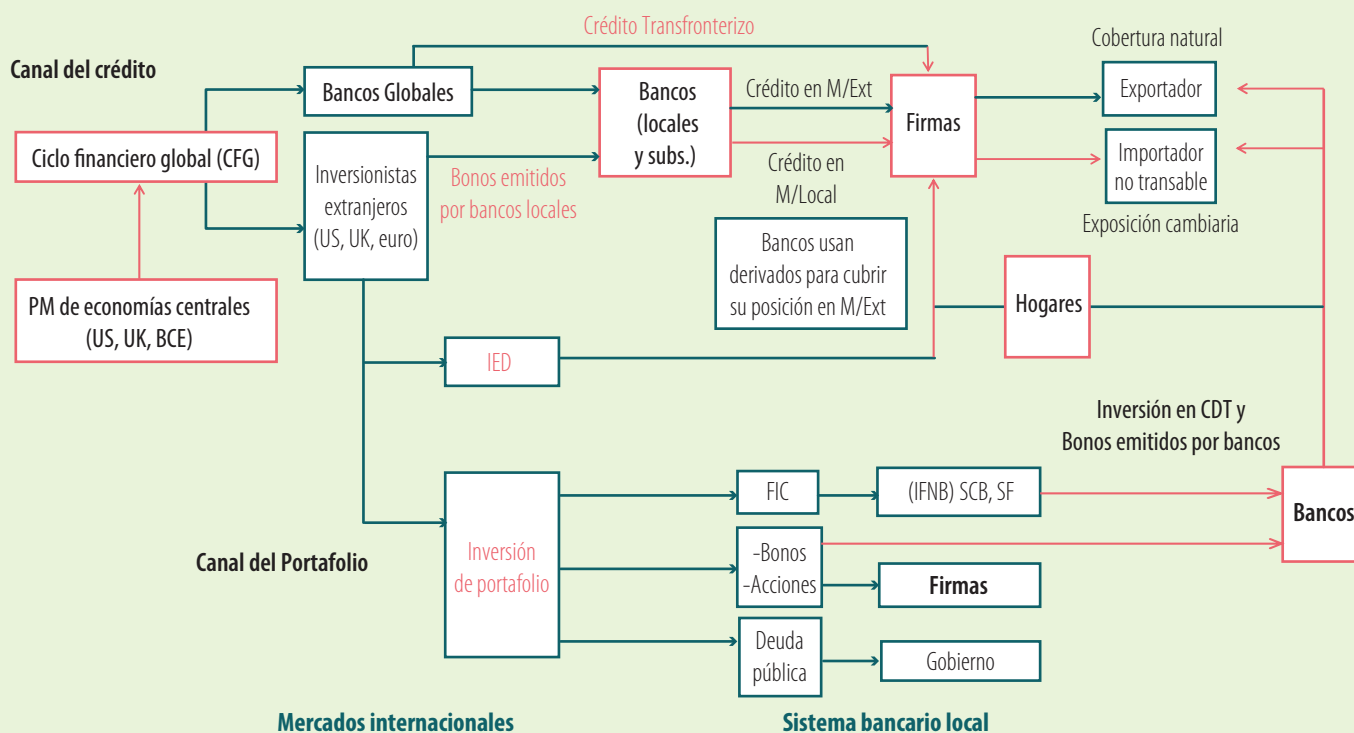 Crédito Transfronterizo
Canal del crédito
Cobertura natural
Bancos Globales
Bancos
(locales
y subs.)
Crédito en M/Ext
Firmas
Exportador
Ciclo financiero global (CFG)
Inversionistas
extranjeros
(US, UK, euro)
Bonos emitidos
por bancos locales
Crédito en
M/Local
Importador
no transable
Exposición cambiaria
Bancos usan
derivados para cubrir
su posición en M/Ext
PM de economías centrales
(US, UK, BCE)
Hogares
IED
Inversión en CDT y
Bonos emitidos por bancos
FIC
(IFNB) SCB, SF
Bancos
Canal del Portafolio
Inversión
de portafolio
-Bonos
-Acciones
Firmas
Deuda
pública
Gobierno
Mercados internacionales
Sistema bancario local